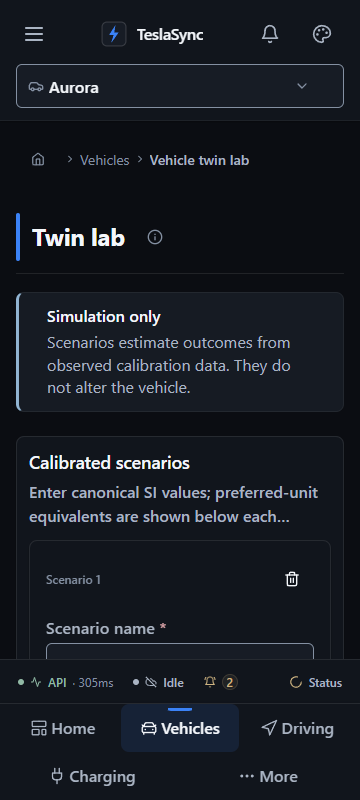 TeslaSync
Aurora
Vehicles
Vehicle twin lab
Twin lab
Simulation only
Scenarios estimate outcomes from
observed calibration data. They do
not alter the vehicle.
Calibrated scenarios
Enter canonical SI values; preferred-unit
equivalents are shown below each...
Scenario 1
Scenario name *
API · 305ms
Idle
2
Status
Home
Vehicles
Driving
Charging
More